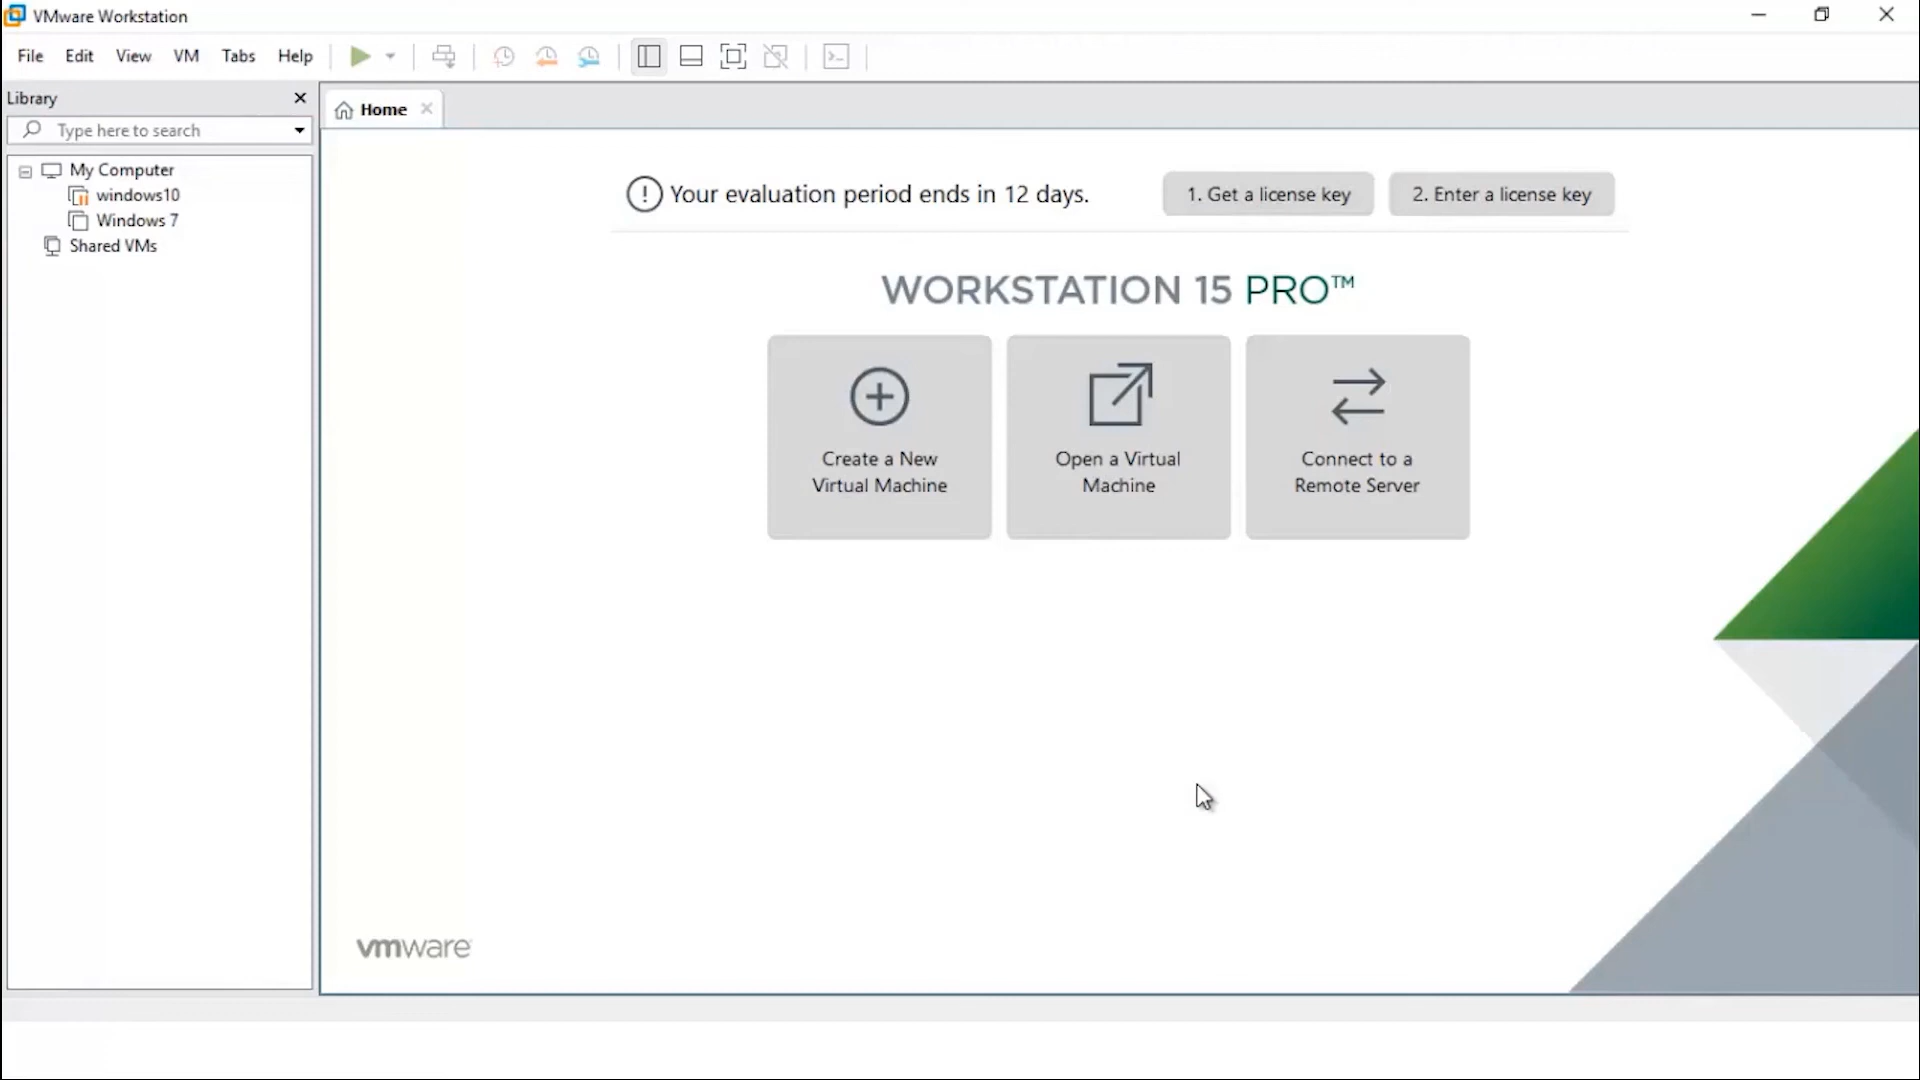 VMware Workstation
File Edit View VM Tabs Help
Library
Type here to search
My Computer
windows10
Windows 7
Shared VMs
Home
Your evaluation period ends in 12 days.
1. Get a license key
2. Enter a license key
WORKSTATION 15 PRO™
Create a New
Virtual Machine
Open a Virtual
Machine
Connect to a
Remote Server
vmware